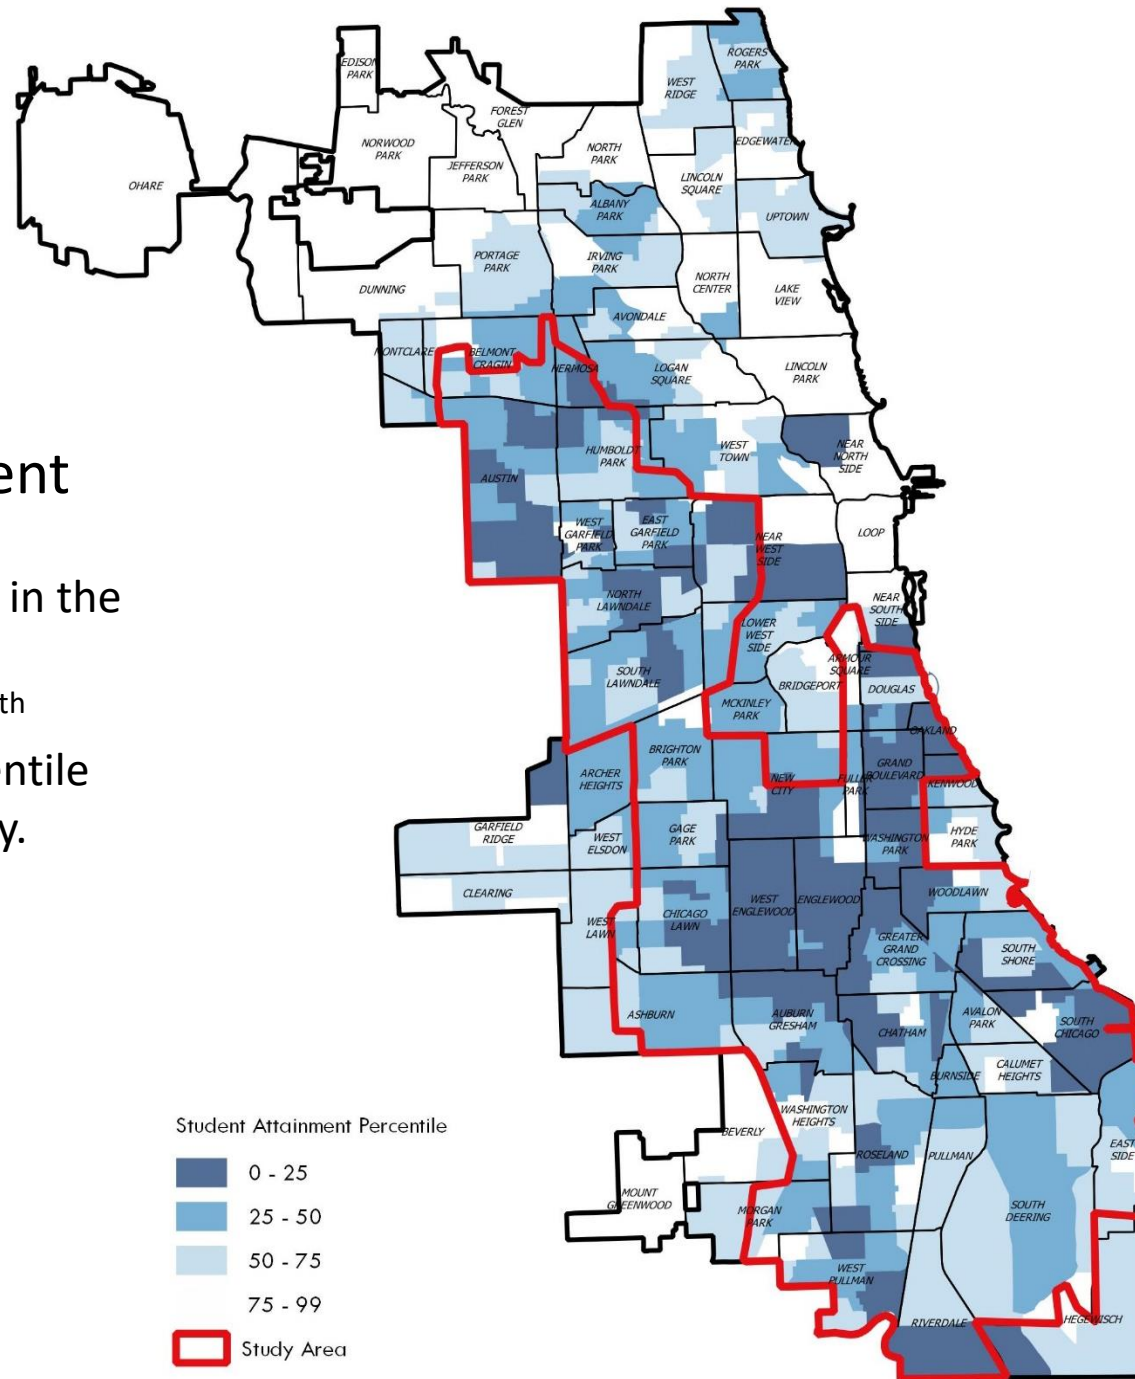 ent
in the
th
entile
y.
EDISON
PARK
ROGERS
PARK
WEST
RIDGE
FOREST
GLEN
NORWOOD
PARK
JEFFERSON
PARK
NORTH
PARK
EDGEWATER
LINCOLN
SQUARE
OHARE
ALBANY
PARK
UPTOWN
PORTAGE
PARK
IRVING
PARK
NORTH
CENTER
LAKE
VIEW
DUNNING
AVONDALE
MONTCLARE
BELMONT
CRAGIN
HERMOSA
LOGAN
SQUARE
LINCOLN
PARK
HUMBOLDT
PARK
WEST
TOWN
NEAR
NORTH
SIDE
AUSTIN
WEST
GARFIELD
PARK
EAST
GARFIELD
PARK
NEAR
WEST
SIDE
LOOP
NORTH
LAWNDALE
NEAR
SOUTH
SIDE
LOWER
WEST
SIDE
ARMOUR
SQUARE
SOUTH
LAWNDALE
BRIDGEPORT
DOUGLAS
MCKINLEY
PARK
OAKLAND
BRIGHTON
PARK
ARCHER
HEIGHTS
NEW
CITY
FULLER
PARK
GRAND
BOULEVARD
KENWOOD
GARFIELD
RIDGE
WEST
ELSDON
GAGE
PARK
WASHINGTON
PARK
HYDE
PARK
CLEARING
WEST
LAWN
CHICAGO
LAWN
WEST
ENGLEWOOD
ENGLEWOOD
WOODLAWN
GREATER
GRAND
CROSSING
SOUTH
SHORE
ASHBURN
AUBURN
GRESHAM
CHATHAM
AVALON
PARK
SOUTH
CHICAGO
BURNSIDE
CALUMET
HEIGHTS
BEVERLY
WASHINGTON
HEIGHTS
ROSELAND
PULLMAN
EAST
SIDE
MOUNT
GREENWOOD
MORGAN
PARK
SOUTH
DEERING
WEST
PULLMAN
RIVERDALE
HEGEWISCH
Student Attainment Percentile
0 - 25
25 - 50
50 - 75
75 - 99
Study Area